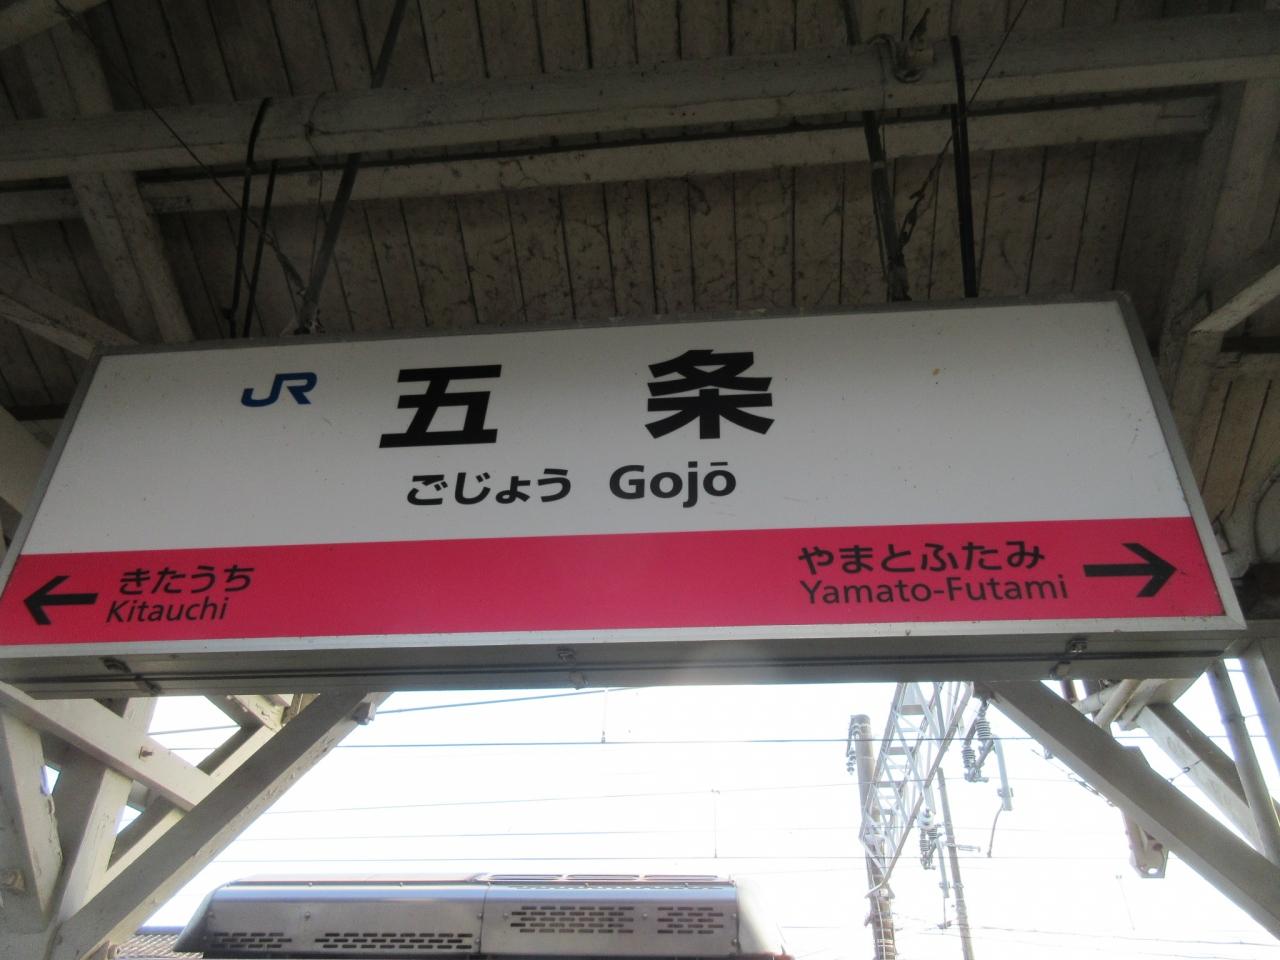 JR 五条
ごじょう Gojō
← きたうち
Kitauchi
やまとふたみ →
Yamato-Futami